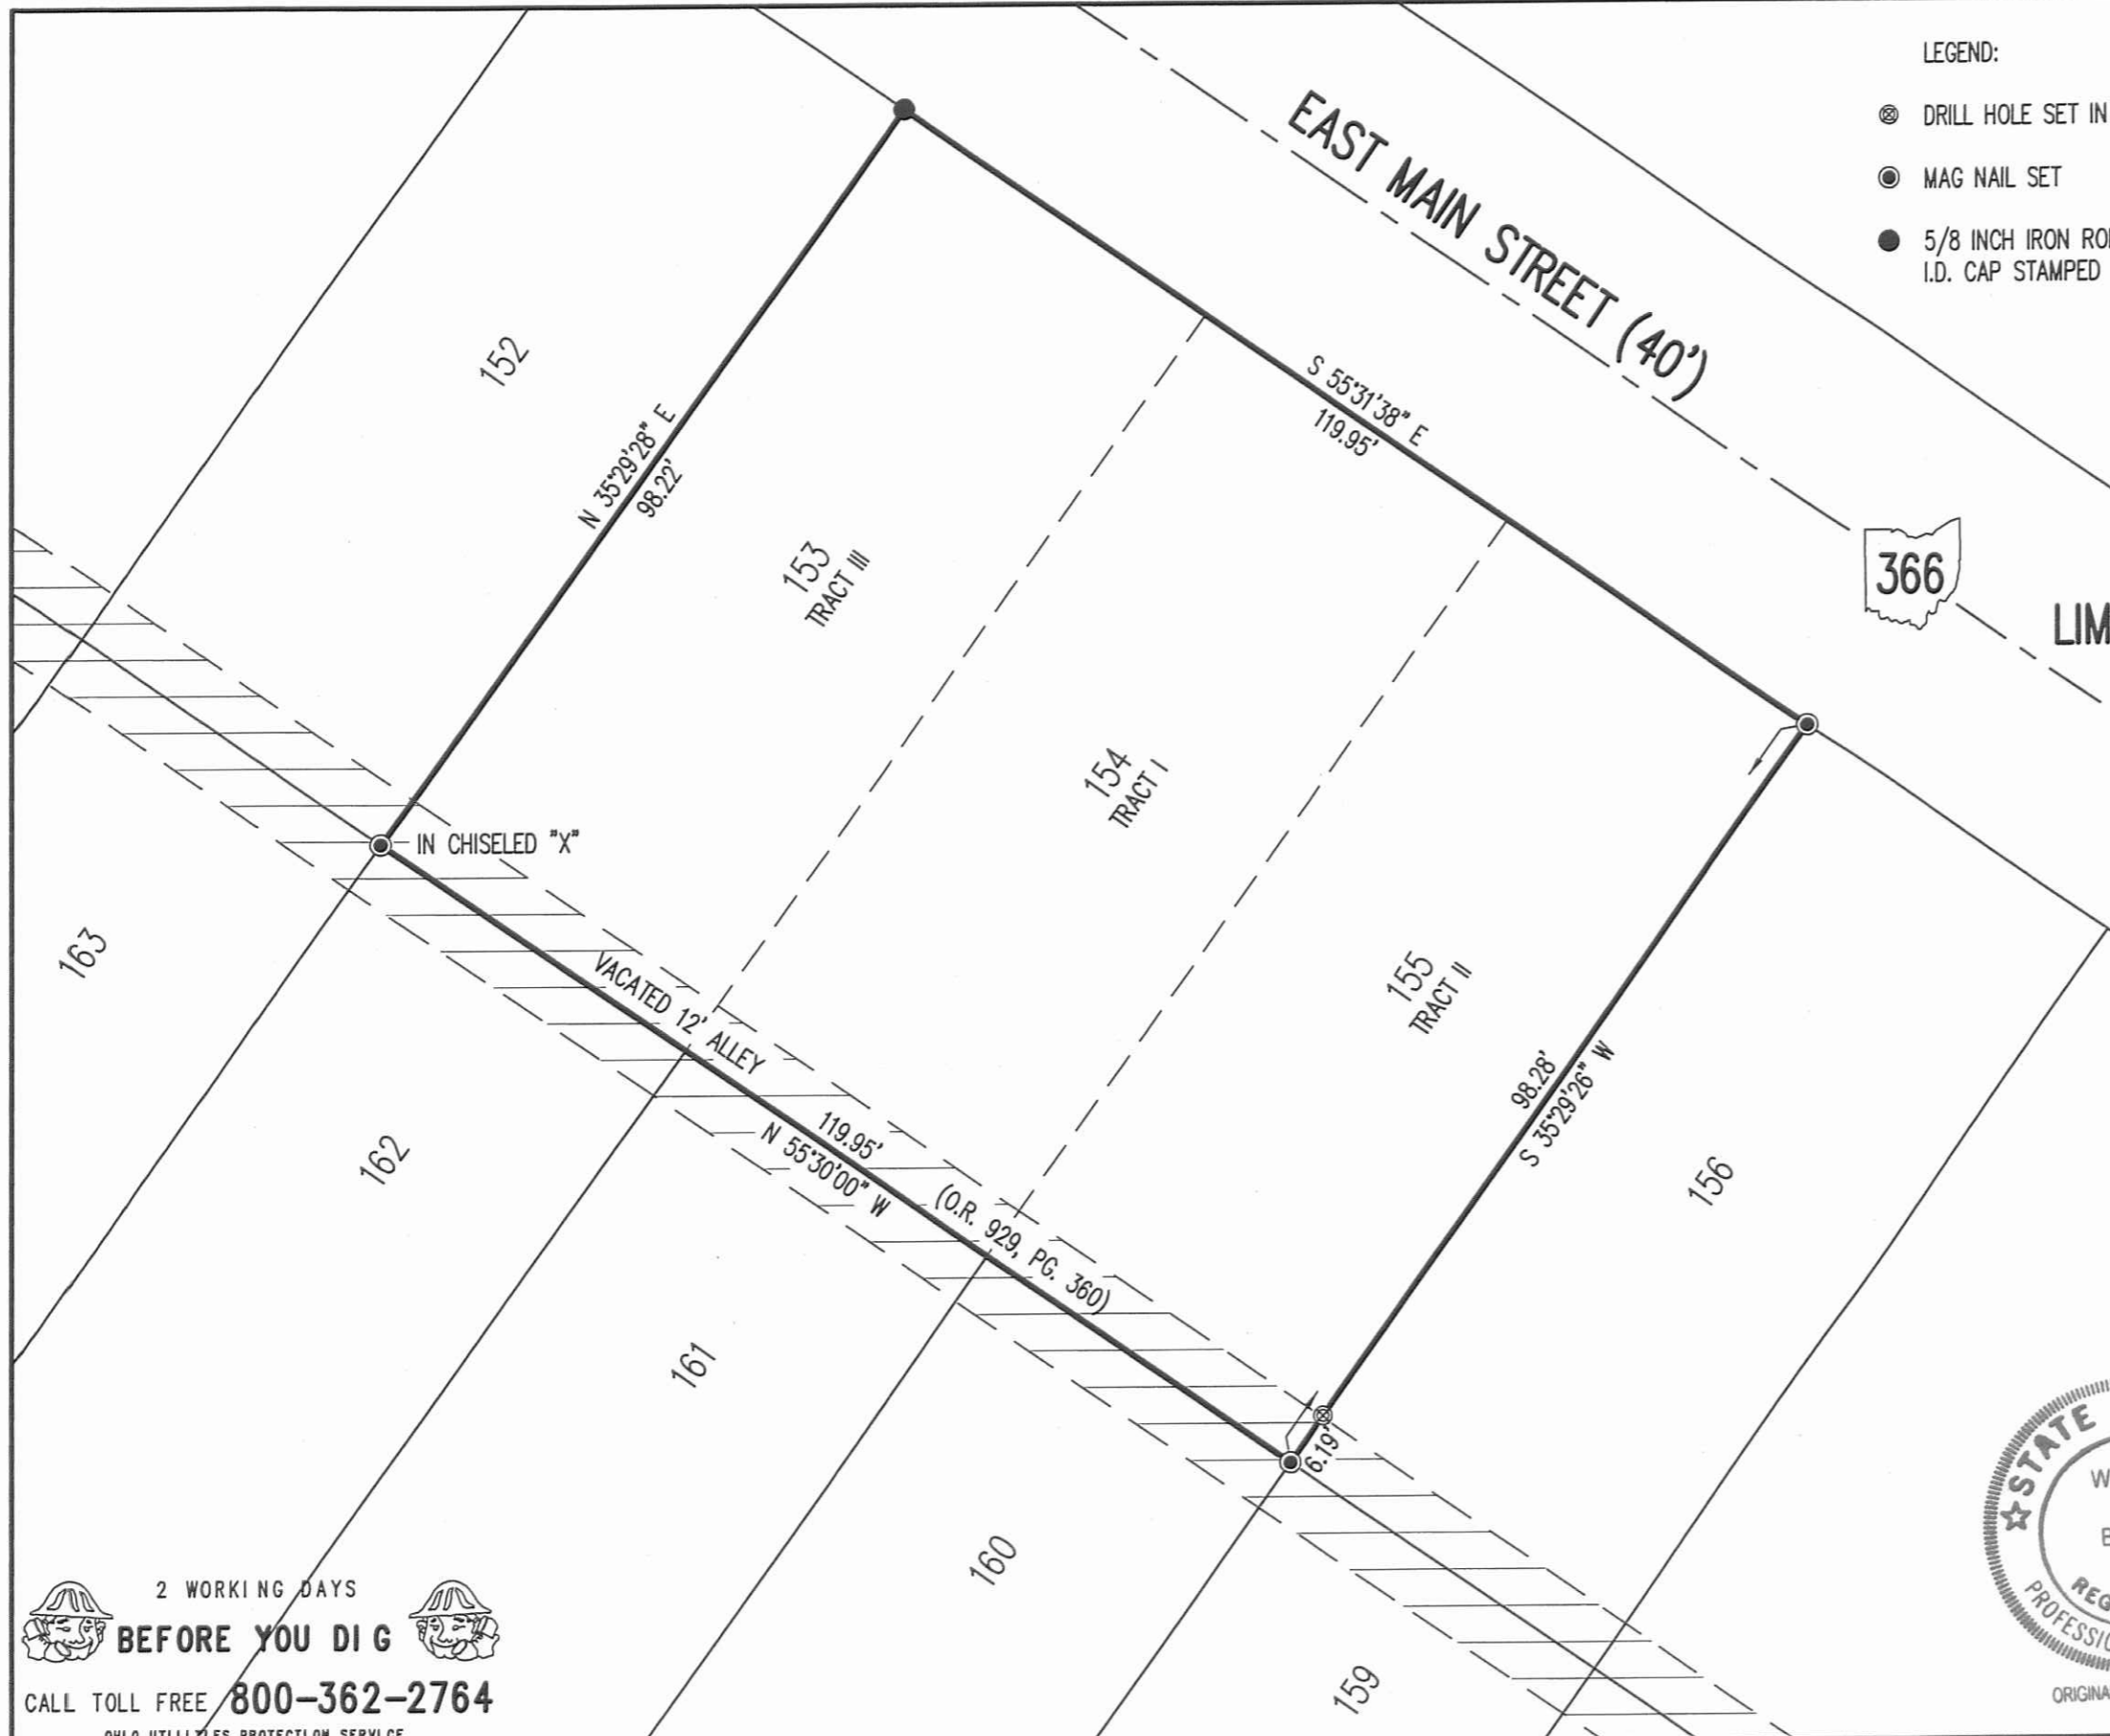 LEGEND:
DRILL HOLE SET IN
MAG NAIL SET
5/8 INCH IRON
I.D. CAP STAMPED
EAST MAIN STREET (40')
S 55°31'38" E
119.95'
366
152
N 35°29'28" E
98.22'
153
TRACT III
154
TRACT I
155
TRACT II
98.28'
S 35°29'26" W
156
IN CHISELED "X"
163
VACATED 12' ALLEY
119.95'
N 55°30'00" W
(O.R. 929, PG. 360)
6.19'
162
161
160
159
2 WORKING DAYS
BEFORE YOU DIG
CALL TOLL FREE 800-362-2764
OHIO UTILITIES PROTECTION SERVICE
STATE